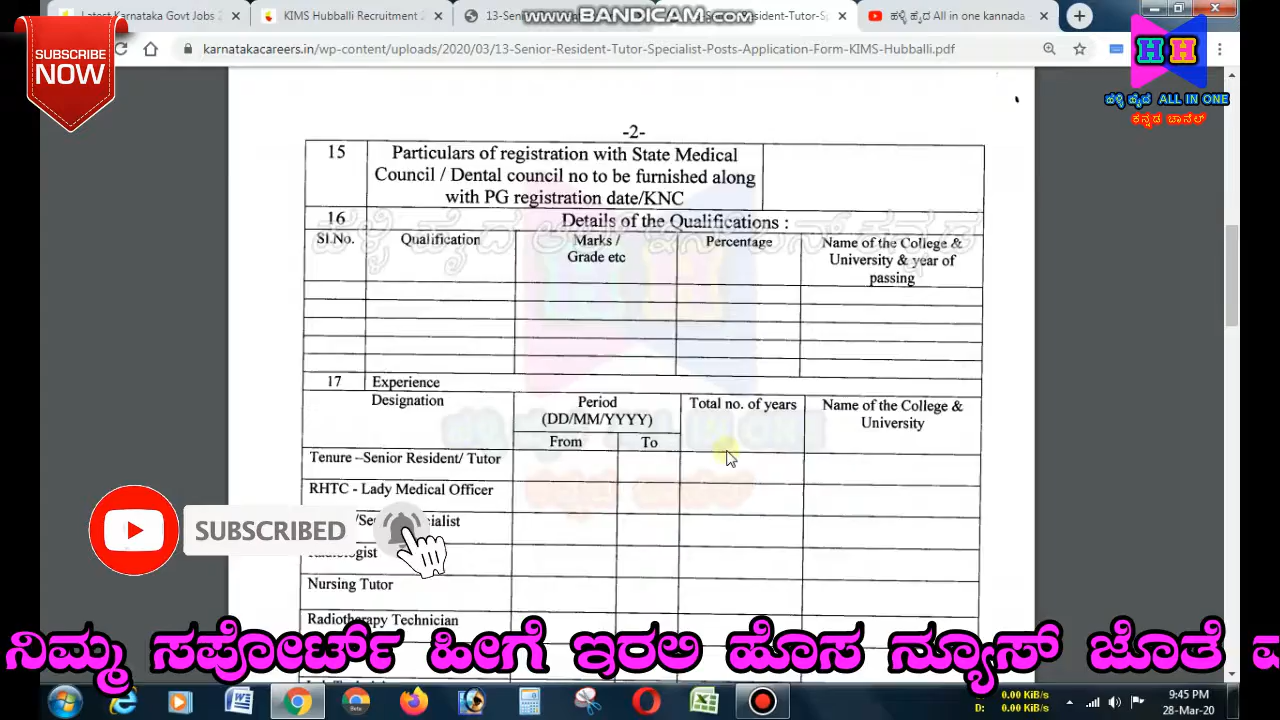 Latest Karnataka Govt Jobs
KIMS Hubballi Recruitment
13-Sen
esident-Tutor-Sp
ಹಳ್ಳಿ ಹೈದ All in one kannada
WWW.BANDICAM.COM
karnatakacareers.in/wp-content/uploads/2020/03/13-Senior-Resident-Tutor-Specialist-Posts-Application-Form-KIMS-Hubballi.pdf
SUBSCRIBE
NOW
HH
ಹಳ್ಳಿ ಹೈದ ALL IN ONE
ಕನ್ನಡ ಚಾನೆಲ್
-2-
15 Particulars of registration with State Medical
Council / Dental council no to be furnished along
with PG registration date/KNC
16 Details of the Qualifications :
Sl.No. Qualification Marks / Percentage Name of the College &
Grade etc University & year of
passing
17 Experience
Designation Period Total no. of years Name of the College &
(DD/MM/YYYY) University
From To
Tenure –Senior Resident/ Tutor
RHTC - Lady Medical Officer
/Se cialist
Radiologist
Nursing Tutor
Radiotherapy Technician
SUBSCRIBED
ನಿಮ್ಮ ಸಪೋರ್ಟ್ ಹೀಗೆ ಇರಲಿ ಹೊಸ ನ್ಯೂಸ್ ಜೊತೆ
0.00 KiB/s
D: 0.00 KiB/s
9:45 PM
28-Mar-20